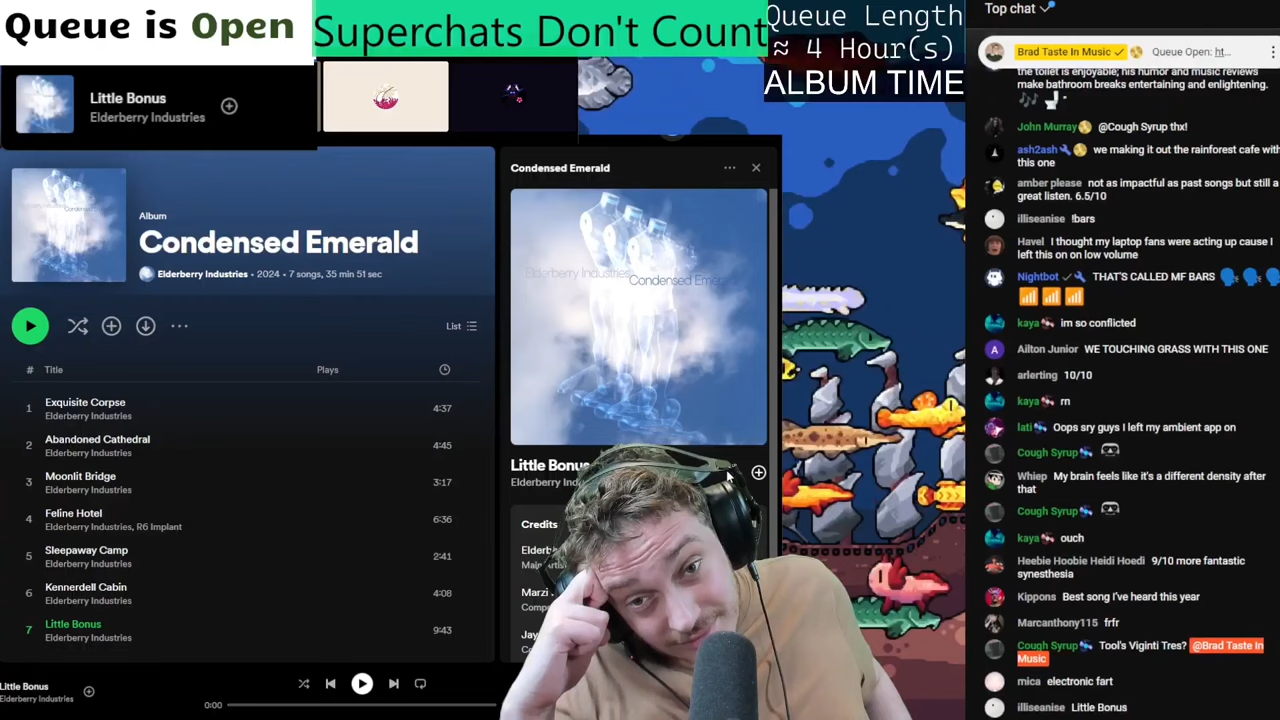 Queue is Open
Superchats Don't Count
Queue Length
≈ 4 Hour(s)
ALBUM TIME
Little Bonus
Elderberry Industries
Album
Condensed Emerald
Elderberry Industries • 2024 • 7 songs, 35 min 51 sec
List
# Title Plays
1 Exquisite Corpse 4:37
Elderberry Industries
2 Abandoned Cathedral 4:45
Elderberry Industries
3 Moonlit Bridge 3:17
Elderberry Industries
4 Feline Hotel 6:36
Elderberry Industries, R6 Implant
5 Sleepaway Camp 2:41
Elderberry Industries
6 Kennerdell Cabin 4:08
Elderberry Industries
7 Little Bonus 9:43
Elderberry Industries
Little Bonus
Elderberry Industries
0:00
Condensed Emerald
Elderberry Industries
Condensed
Little Bonus
Elderberry
Credits
Elderb
Main
Marzi
Compo
Top chat
Brad Taste In Music Queue Open: ht...
the toilet is enjoyable; his humor and music reviews
make bathroom breaks entertaining and enlightening.
John Murray @Cough Syrup thx!
ash2ash we making it out the rainforest cafe with
this one
amber please not as impactful as past songs but still a
great listen. 6.5/10
illiseanise !bars
Havel I thought my laptop fans were acting up cause I
left this on on low volume
Nightbot THAT'S CALLED MF BARS
kaya im so conflicted
Ailton Junior WE TOUCHING GRASS WITH THIS ONE
arlerting 10/10
kaya rn
lati Oops sry guys I left my ambient app on
Cough Syrup
Whiep My brain feels like it's a different density after
that
Cough Syrup
kaya ouch
Heebie Hoobie Heidi Hoedi 9/10 more fantastic
synesthesia
Kippons Best song I've heard this year
Marcanthony115 frfr
Cough Syrup Tool's Viginti Tres? @Brad Taste In
Music
mica electronic fart
illiseanise Little Bonus